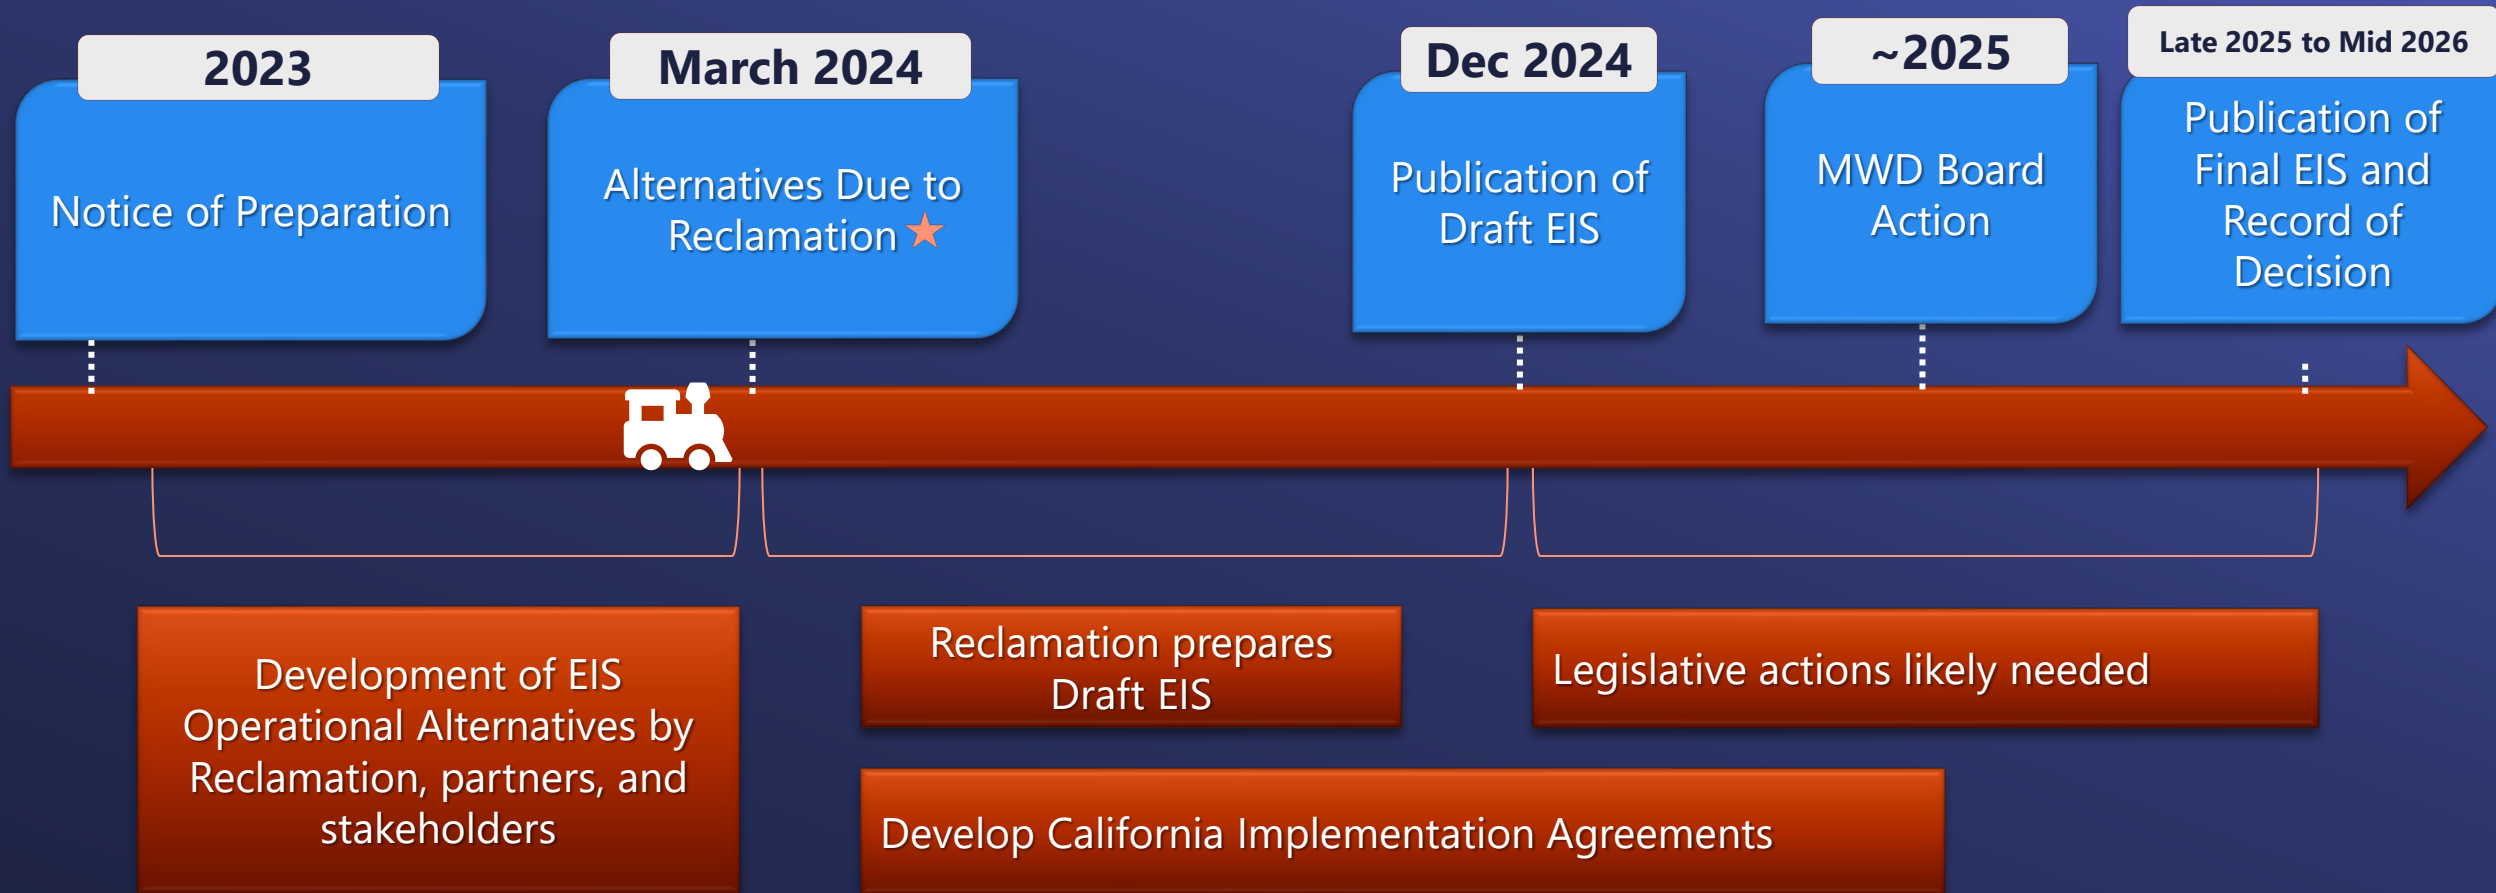 2023
Notice of Preparation
March 2024
Alternatives Due to
Reclamation
Dec 2024
Publication of
Draft EIS
~2025
MWD Board
Action
Late 2025 to Mid 2026
Publication of
Final EIS and
Record of
Decision
Development of EIS
Operational Alternatives by
Reclamation, partners, and
stakeholders
Reclamation prepares
Draft EIS
Legislative actions likely needed
Develop California Implementation Agreements